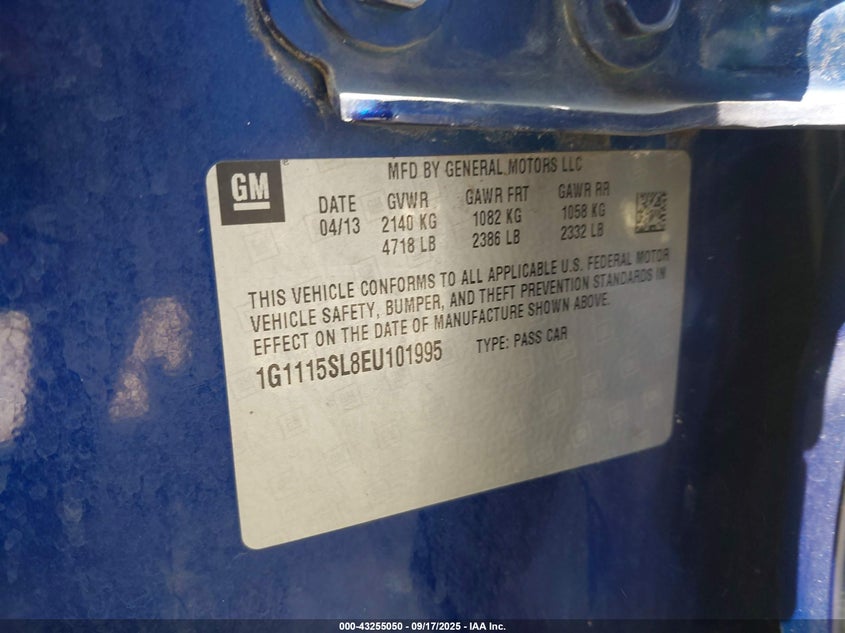 GM
MFD BY GENERAL MOTORS LLC
DATE GVWR GAWR FRT GAWR RR
04/13 2140 KG 1082 KG 1058 KG
4718 LB 2386 LB 2332 LB
THIS VEHICLE CONFORMS TO ALL APPLICABLE U.S. FEDERAL MOTOR
VEHICLE SAFETY, BUMPER, AND THEFT PREVENTION STANDARDS IN
EFFECT ON THE DATE OF MANUFACTURE SHOWN ABOVE.
1G1115SL8EU101995 TYPE: PASS CAR
000-43255050 - 09/17/2025 - IAA Inc.